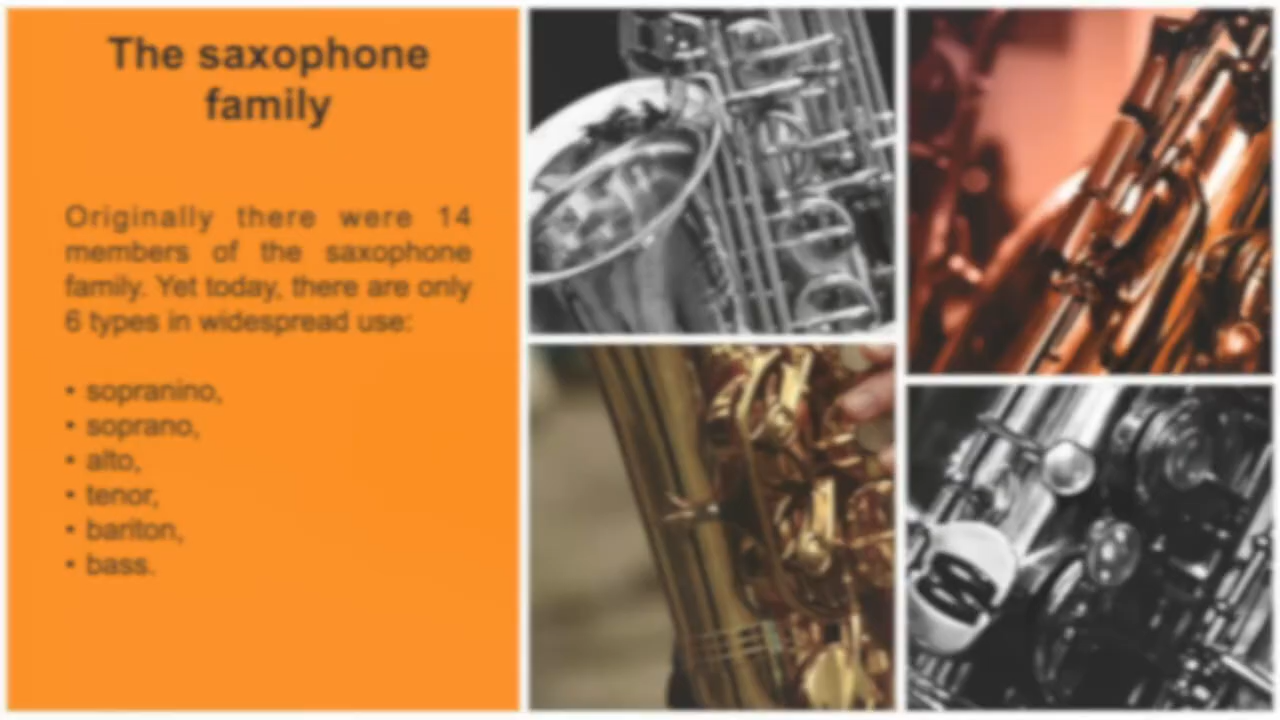 The saxophone
family
Originally there were 14
members of the saxophone
family. Yet today, there are only
6 types in widespread use:
• sopranino,
• soprano,
• alto,
• tenor,
• bariton,
• bass.